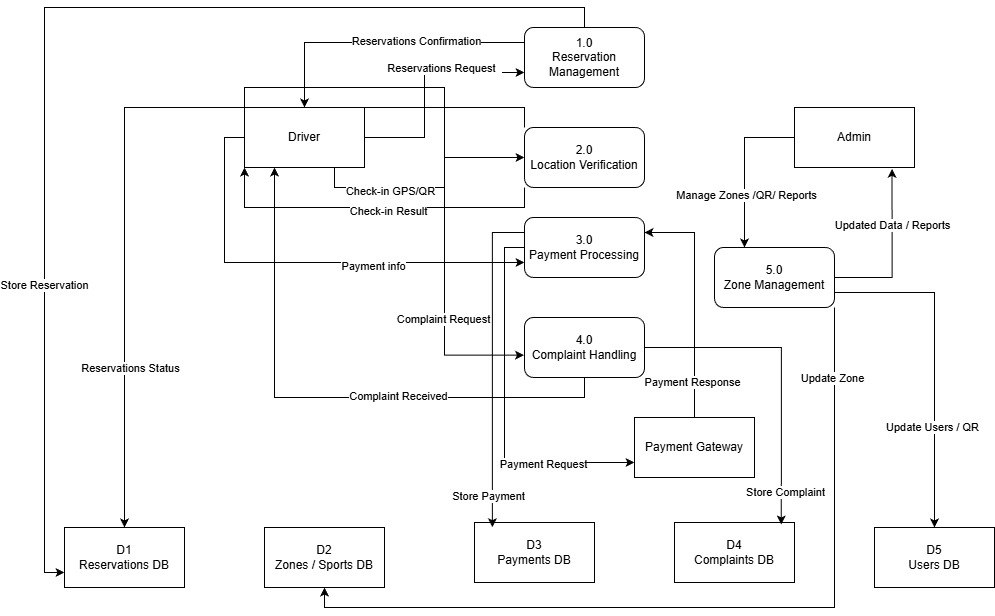 Reservations Confirmation
1.0
Reservation
Management
Reservations Request
Driver
2.0
Location Verification
Admin
Check-in GPS/QR
Check-in Result
Manage Zones /QR/ Reports
Updated Data / Reports
3.0
Payment Processing
Payment info
5.0
Zone Management
Store Reservation
Complaint Request
4.0
Complaint Handling
Reservations Status
Complaint Received
Payment Response
Update Zone
Update Users / QR
Payment Gateway
Payment Request
Store Payment
Store Complaint
D1
Reservations DB
D2
Zones / Sports DB
D3
Payments DB
D4
Complaints DB
D5
Users DB